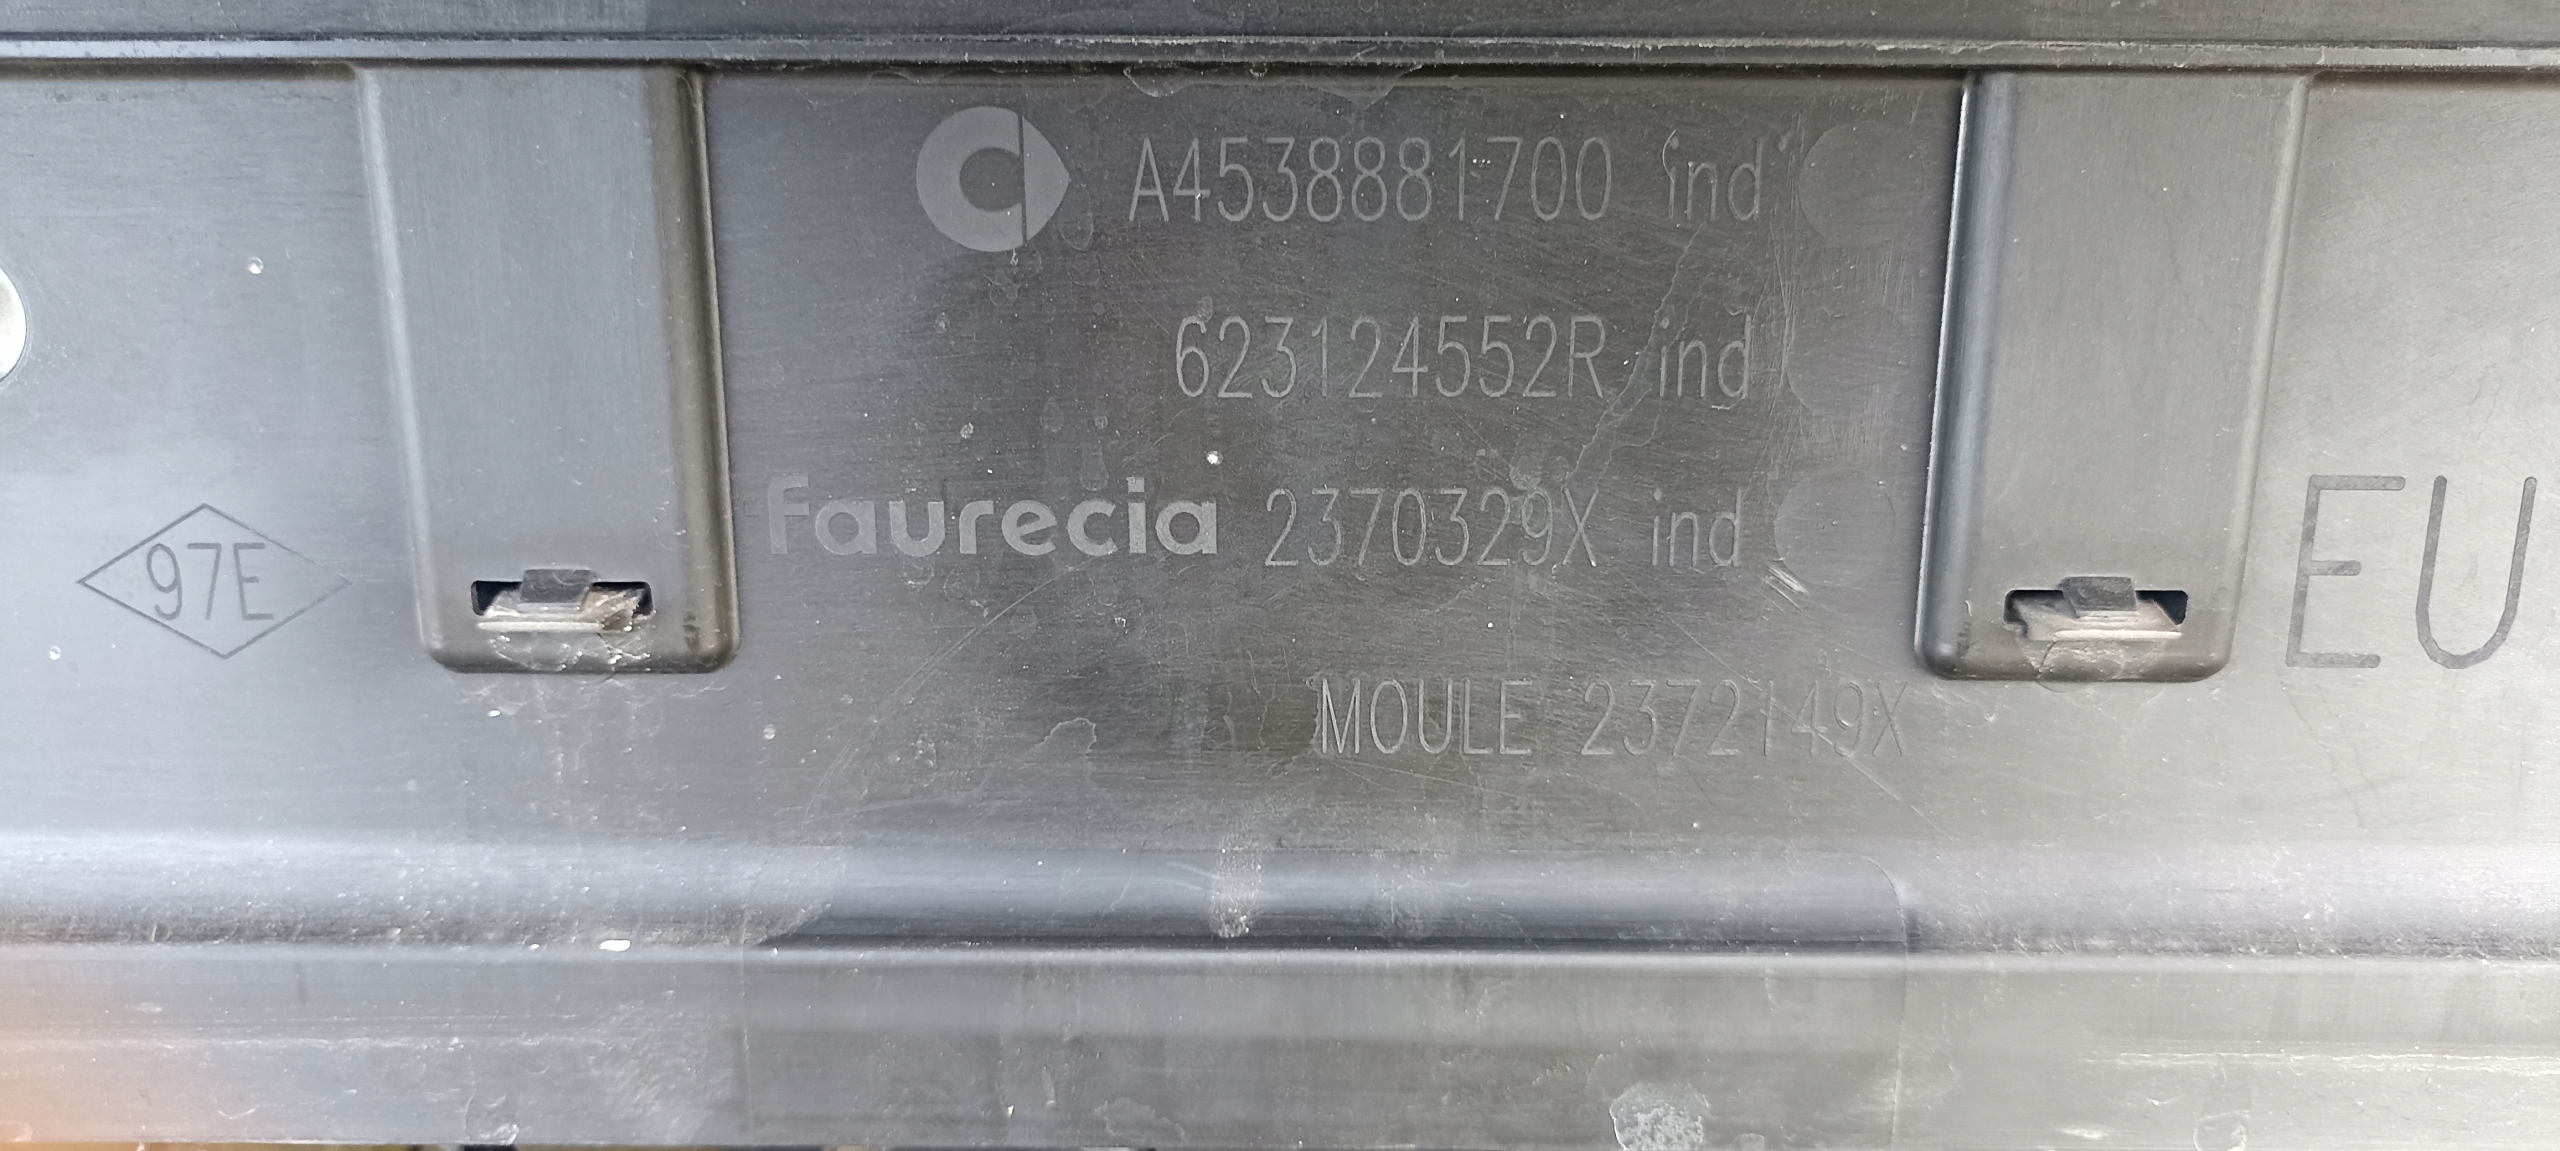 A4538881700 ind
623124552R ind
faurecia 2370329X ind
97E
EU
MOULE 2372149X